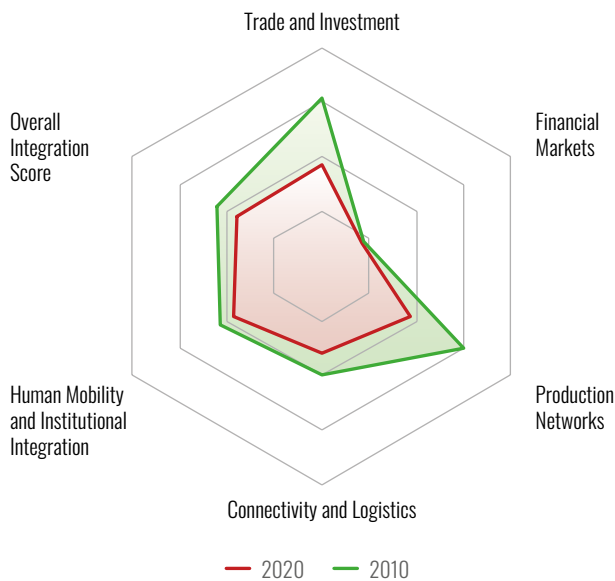 Trade and Investment
Overall
Integration
Score
Financial
Markets
Human Mobility
and Institutional
Integration
Production
Networks
Connectivity and Logistics
2020
2010